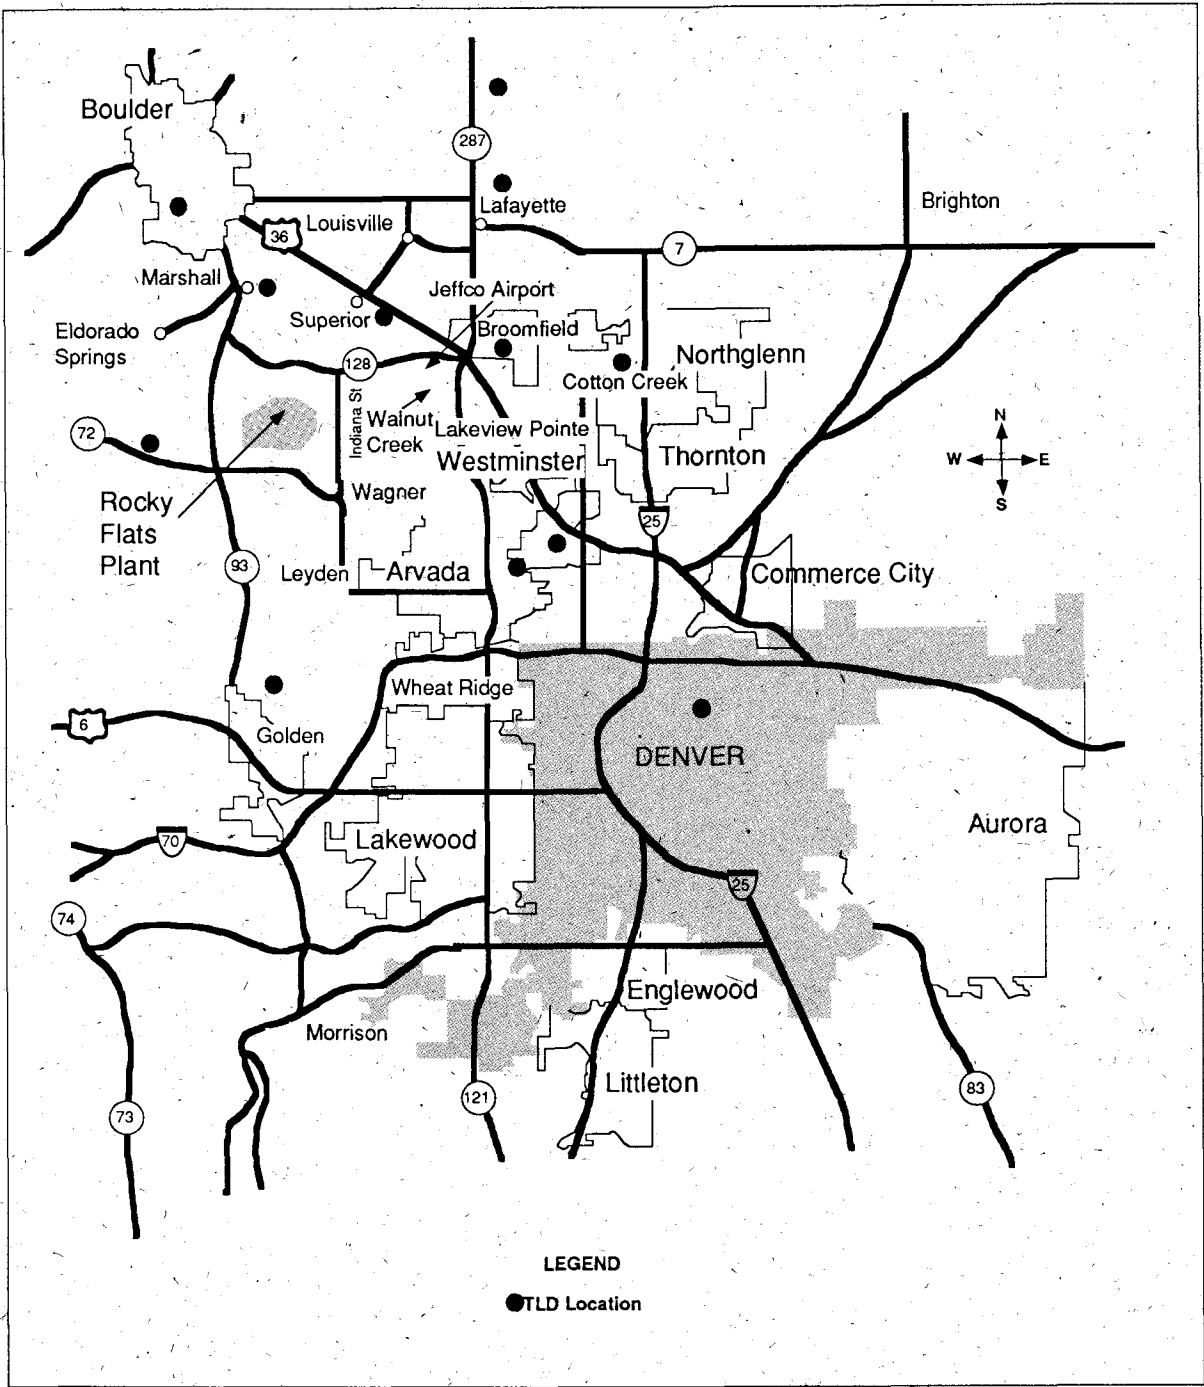 Boulder
287
Brighton
Lafayette
Louisville
36
7
Marshall
Jeffco Airport
Superior
Broomfield
Eldorado
Springs
Northglenn
128
Cotton Creek
Indiana St
Walnut
Creek
Lakeview Pointe
72
Westminster
Thornton
N
W
E
S
Wagner
Rocky
Flats
Plant
25
93
Leyden
Arvada
Commerce City
Wheat Ridge
6
Golden
DENVER
Aurora
70
Lakewood
25
74
Englewood
Morrison
Littleton
121
83
73
LEGEND
TLD Location